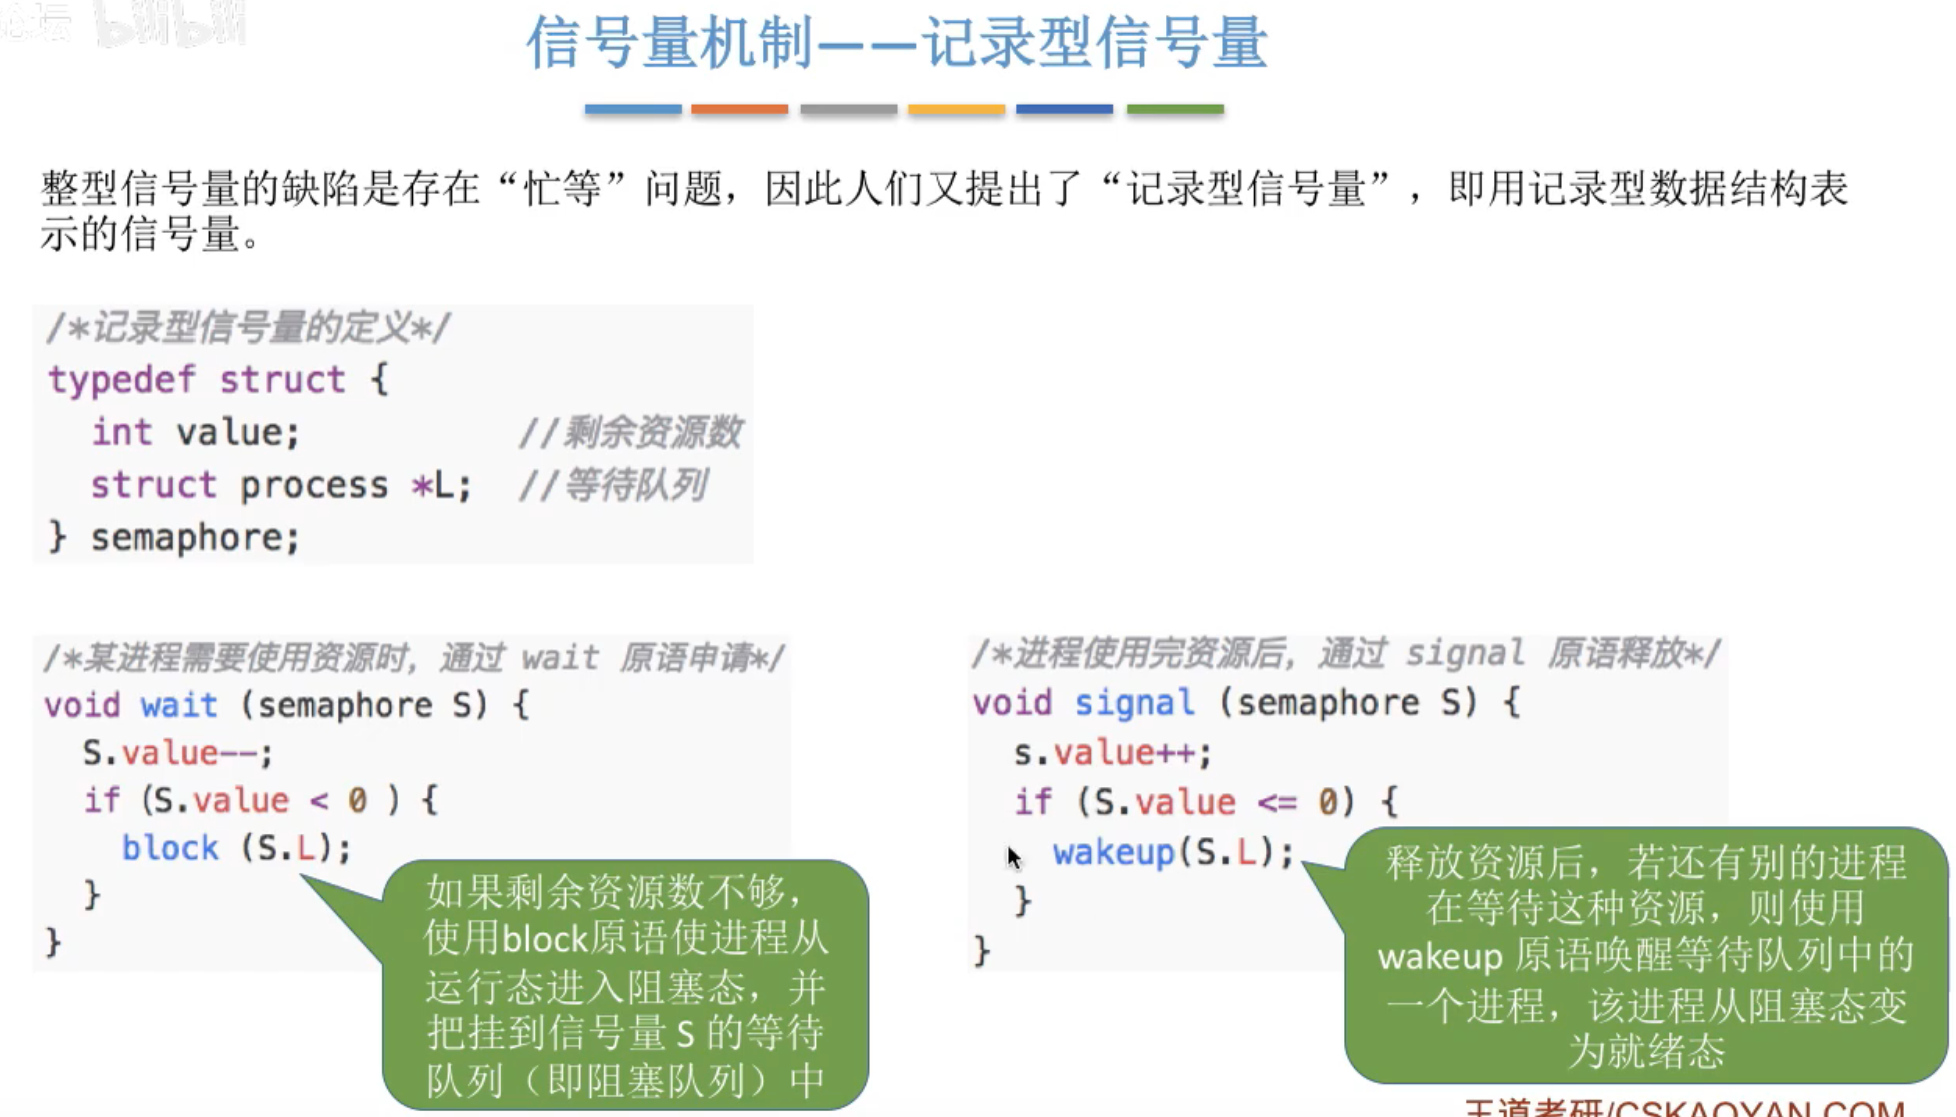 论坛 bilibili
信号量机制——记录型信号量
整型信号量的缺陷是存在“忙等”问题，因此人们又提出了“记录型信号量”，即用记录型数据结构表
示的信号量。
/*记录型信号量的定义*/
typedef struct {
int value; //剩余资源数
struct process *L; //等待队列
} semaphore;
/*某进程需要使用资源时，通过 wait 原语申请*/
void wait (semaphore S) {
S.value--;
if (S.value < 0 ) {
block (S.L);
}
}
如果剩余资源数不够，
使用block原语使进程从
运行态进入阻塞态，并
把挂到信号量 S 的等待
队列（即阻塞队列）中
/*进程使用完资源后，通过 signal 原语释放*/
void signal (semaphore S) {
s.value++;
if (S.value <= 0) {
wakeup(S.L);
}
}
释放资源后，若还有别的进程
在等待这种资源，则使用
wakeup 原语唤醒等待队列中的
一个进程，该进程从阻塞态变
为就绪态
王道考研/CSKAOYAN.COM